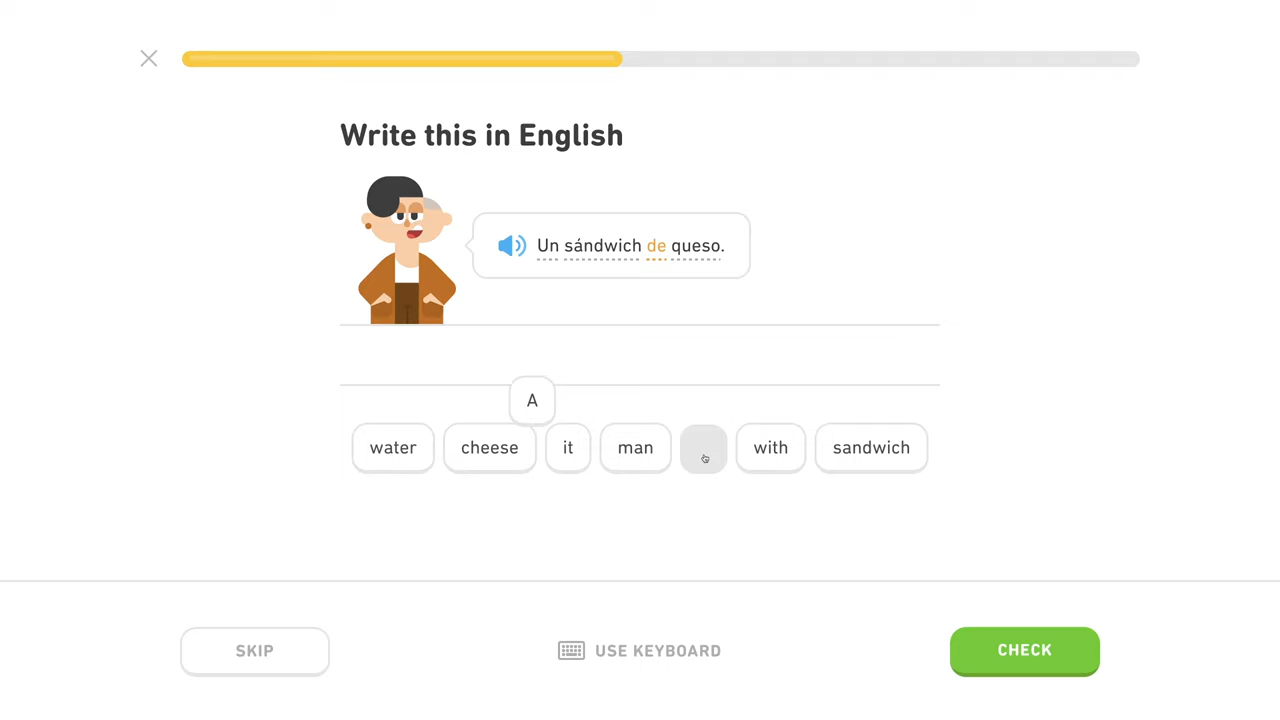 Write this in English
Un sándwich de queso.
A
water cheese it man with sandwich
SKIP USE KEYBOARD CHECK